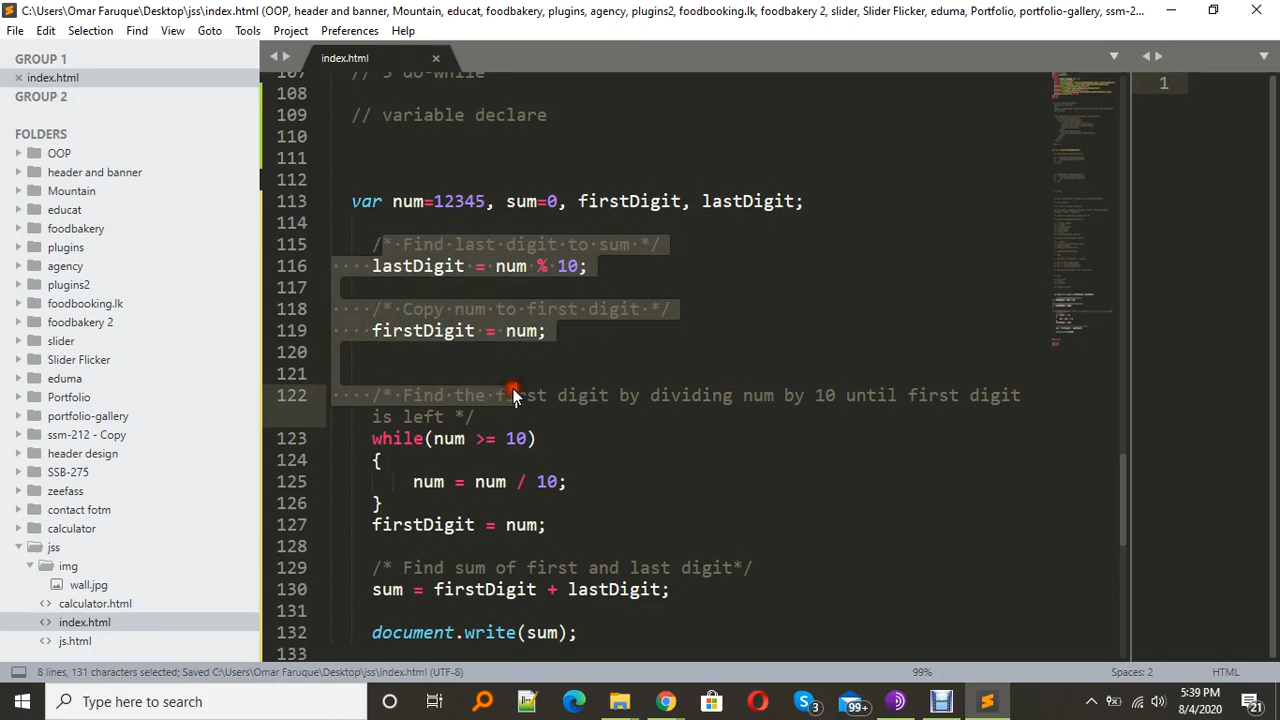 C:\Users\Omar Faruque\Desktop\jss\index.html (OOP, header and banner, Mountain, educat, foodbakery, plugins, agency, plugins2, foodbooking.lk, foodbakery 2, slider, Slider Flicker, eduma, Portfolio, portfolio-gallery, ssm-2...
File Edit Selection Find View Goto Tools Project Preferences Help
GROUP 1
index.html
GROUP 2
FOLDERS
OOP
header and banner
Mountain
educat
foodbakery
plugins
agency
plugins2
foodbooking.lk
foodbakery 2
slider
Slider Flicker
eduma
Portfolio
portfolio-gallery
ssm-212 - Copy
header design
SSB-275
zeefass
contact fotm
calculator
jss
img
wall.jpg
calculator.html
index.html
js.html
index.html
107 // 3 do-while
108
109 // variable declare
110
111
112
113 var num=12345, sum=0, firstDigit, lastDigit;
114
115 /* Find last digit to sum */
116 lastDigit = num % 10;
117
118 Copy num to first digit */
119 firstDigit = num;
120
121
122 /* Find the first digit by dividing num by 10 until first digit
is left */
123 while(num >= 10)
124 {
125 num = num / 10;
126 }
127 firstDigit = num;
128
129 /* Find sum of first and last digit*/
130 sum = firstDigit + lastDigit;
131
132 document.write(sum);
133
1
8 lines, 131 characters selected; Saved C:\Users\Omar Faruque\Desktop\jss\index.html (UTF-8) 99% Spaces: 2 HTML
Type here to search
3
99+
5:39 PM
8/4/2020
21